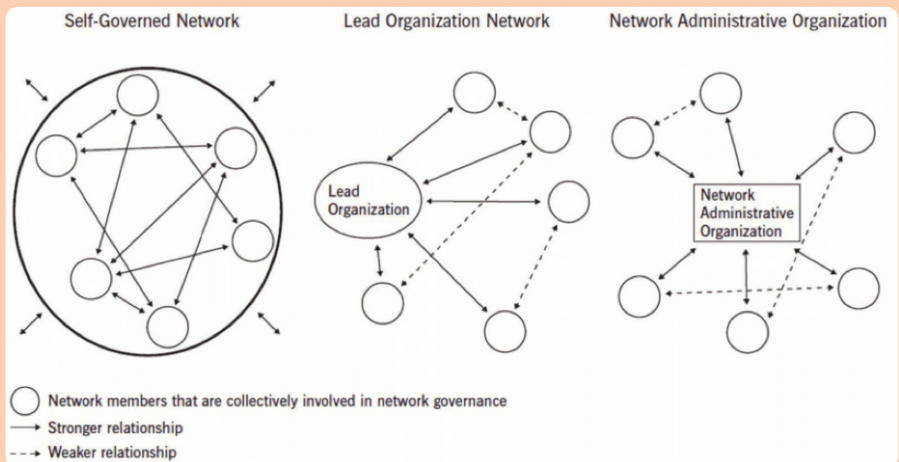 Self-Governed Network
Lead Organization Network
Network Administrative Organization
Lead
Organization
Network
Administrative
Organization
Network members that are collectively involved in network governance
Stronger relationship
Weaker relationship